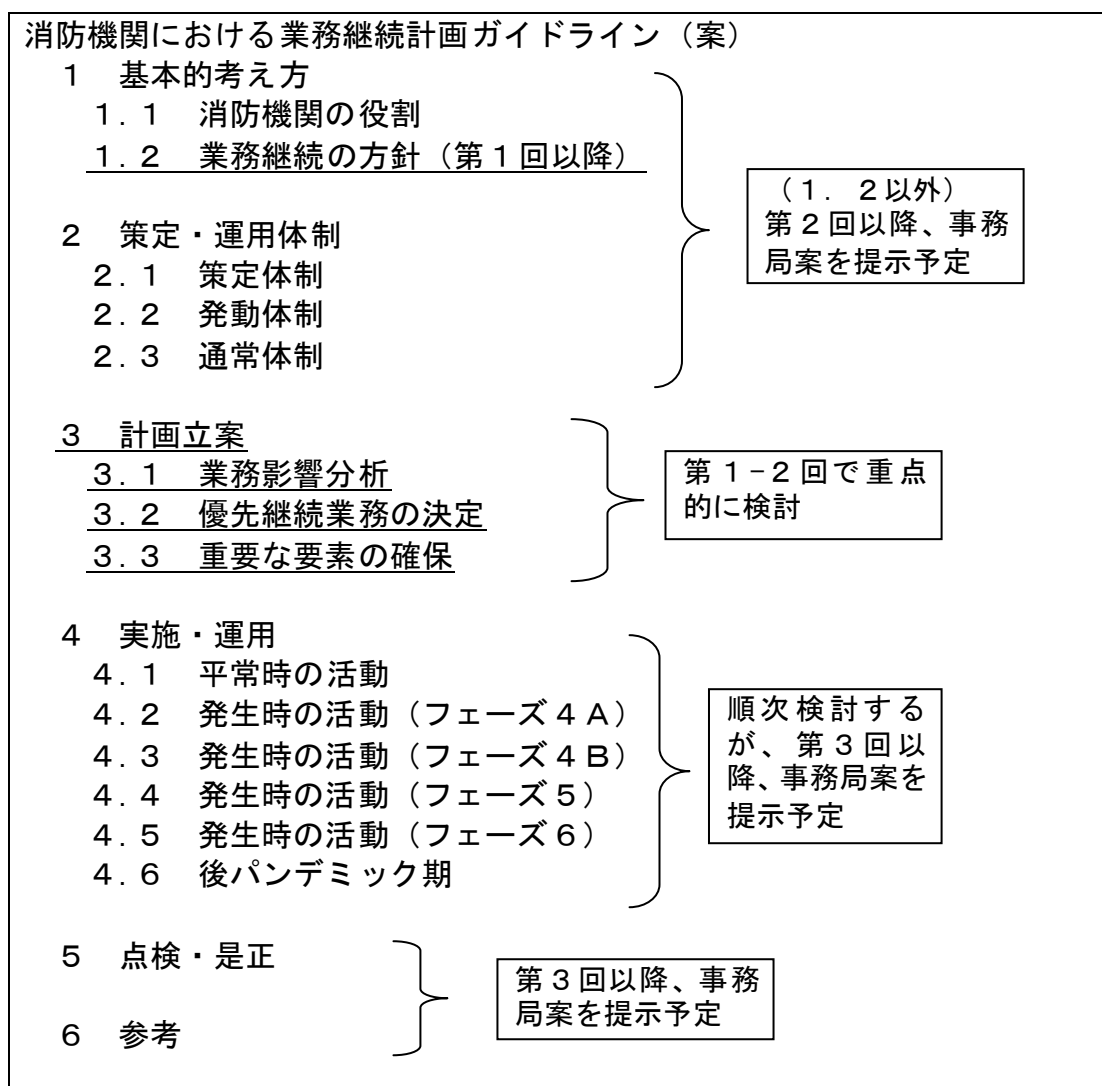 消防機関における業務継続計画ガイドライン（案）
１　基本的考え方
１．１　消防機関の役割
１．２　業務継続の方針（第１回以降）
（１．２以外）
第２回以降、事務
局案を提示予定
２　策定・運用体制
２．１　策定体制
２．２　発動体制
２．３　通常体制
３　計画立案
３．１　業務影響分析
３．２　優先継続業務の決定
３．３　重要な要素の確保
第１−２回で重点
的に検討
４　実施・運用
４．１　平常時の活動
４．２　発生時の活動（フェーズ４Ａ）
４．３　発生時の活動（フェーズ４Ｂ）
４．４　発生時の活動（フェーズ５）
４．５　発生時の活動（フェーズ６）
４．６　後パンデミック期
順次検討する
が、第３回以
降、事務局案を
提示予定
５　点検・是正
６　参考
第３回以降、事務
局案を提示予定